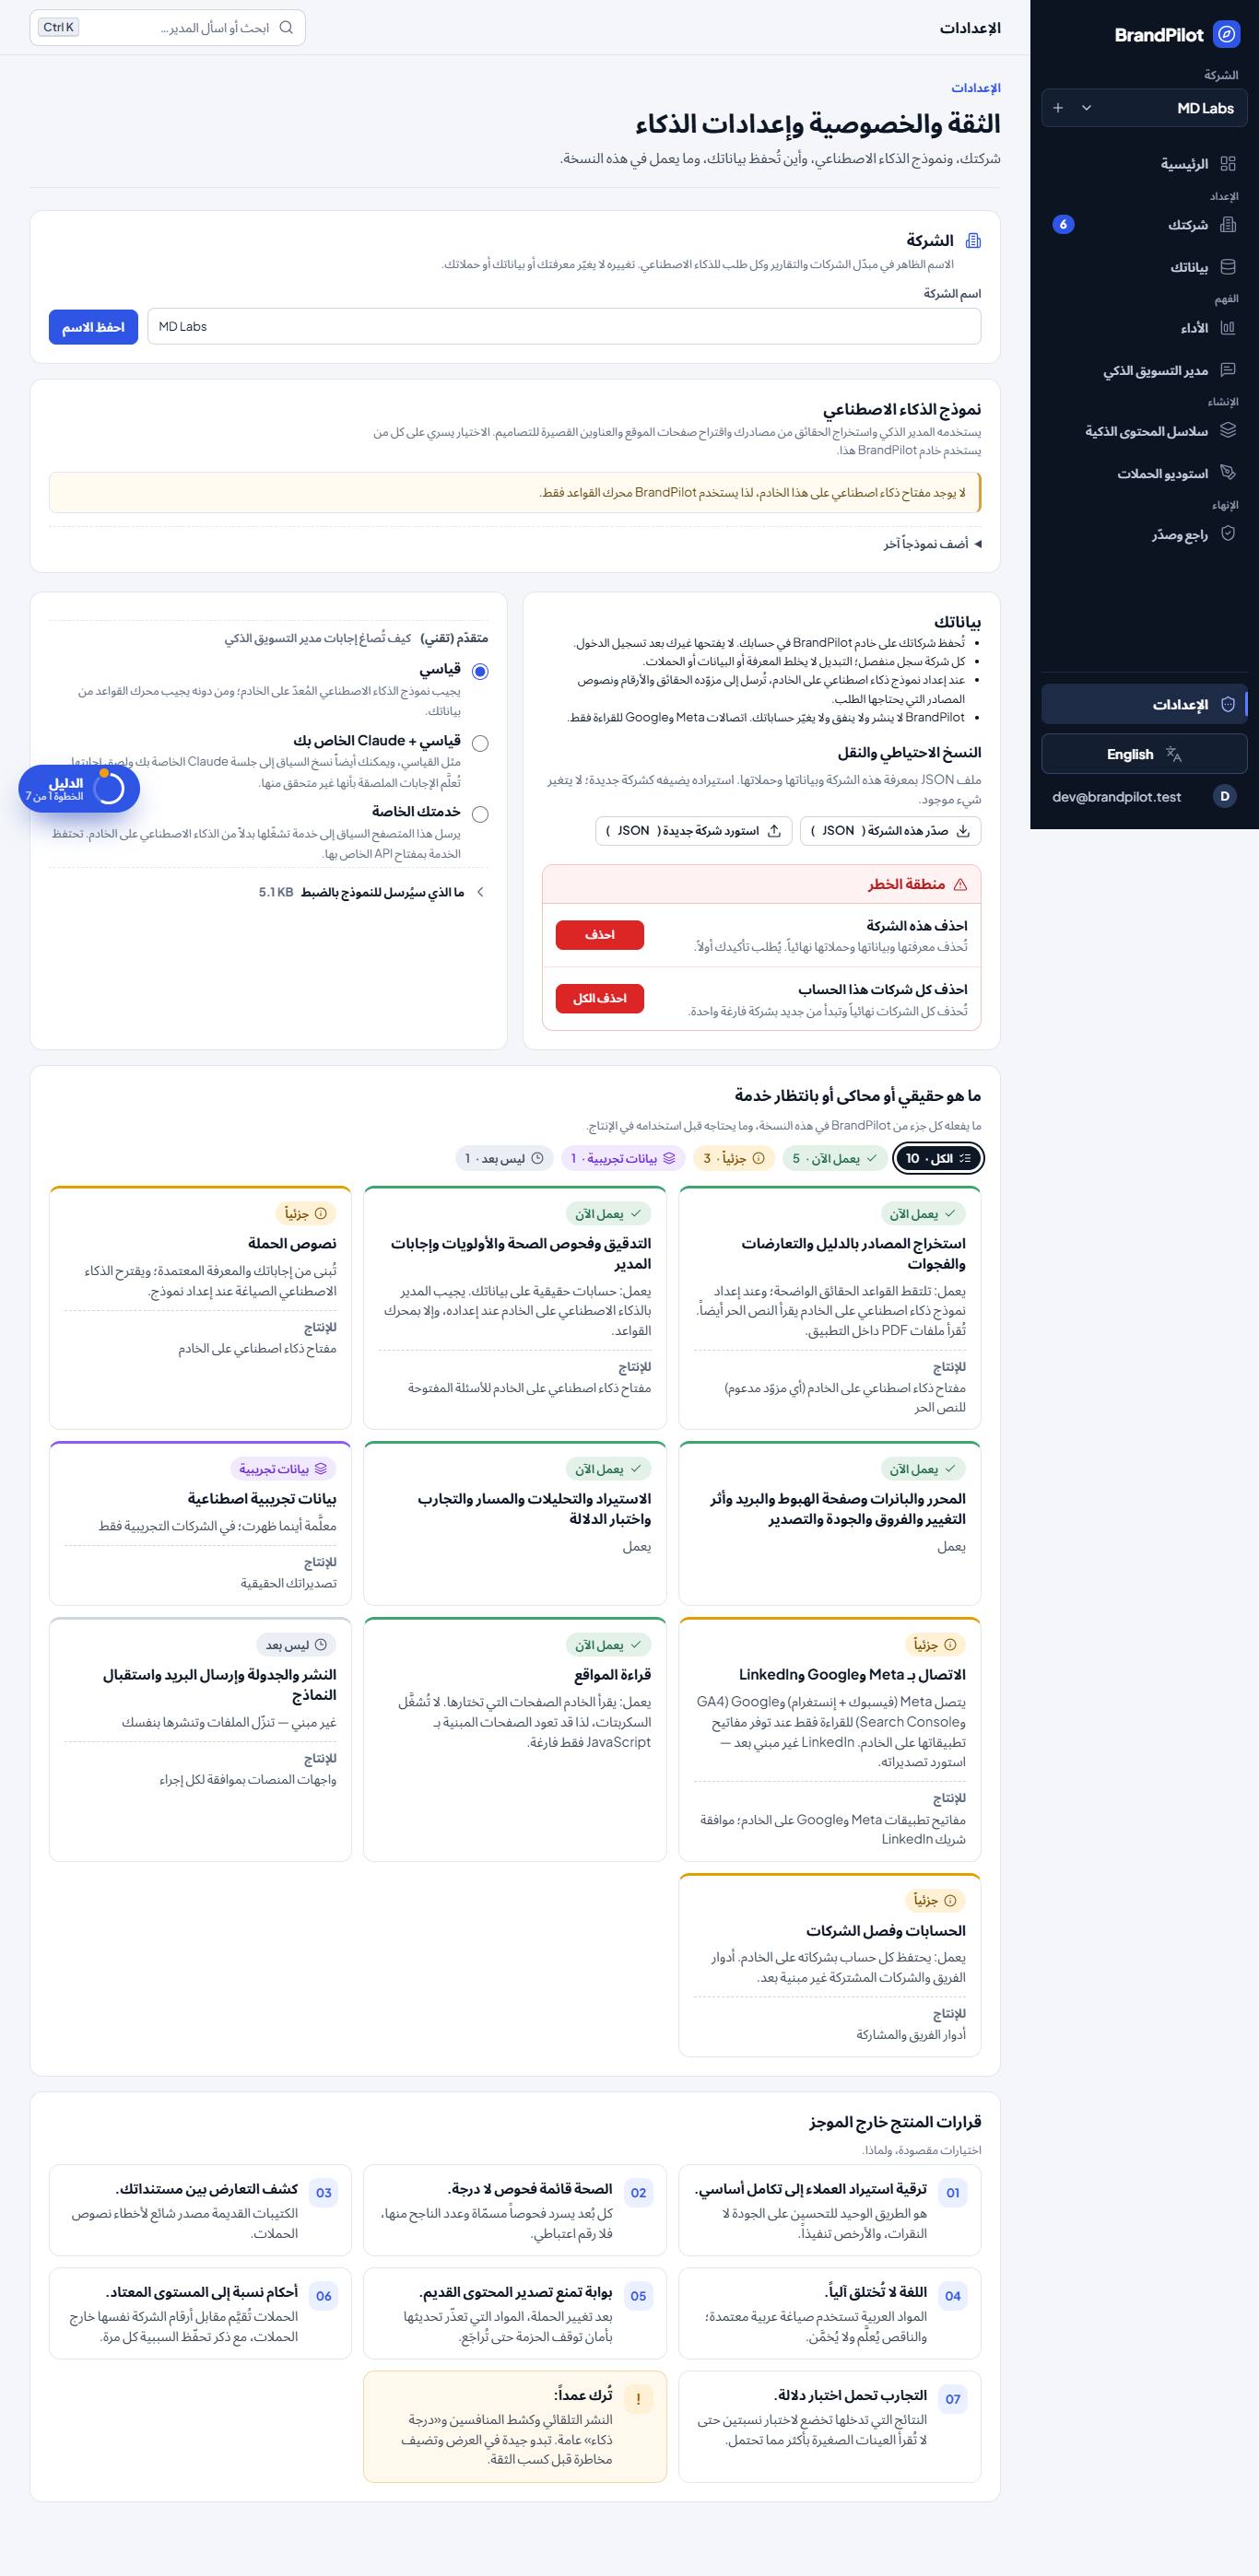 BrandPilot
الشركة
MD Labs
الرئيسية
الإعداد
شركتك
6
بياناتك
الفهم
الأداء
مدير التسويق الذكي
الإنشاء
سلاسل المحتوى الذكية
استوديو الحملات
الإنهاء
راجع وصدّر
الإعدادات
English
D dev@brandpilot.test
الإعدادات
ابحث أو اسأل المدير...
Ctrl K
الإعدادات
الثقة والخصوصية وإعدادات الذكاء
شركتك، ونموذج الذكاء الاصطناعي، وأين تُحفظ بياناتك، وما يعمل في هذه النسخة.
الشركة
الاسم الظاهر في مبدّل الشركات والتقارير وكل طلب للذكاء الاصطناعي. تغييره لا يغيّر معرفتك أو بياناتك أو حملاتك.
اسم الشركة
MD Labs
احفظ الاسم
نموذج الذكاء الاصطناعي
يستخدمه المدير الذكي واستخراج الحقائق من مصادرك واقتراح صفحات الموقع والعناوين القصيرة للتصاميم. الاختيار يسري على كل من
يستخدم خادم BrandPilot هذا.
لا يوجد مفتاح ذكاء اصطناعي على هذا الخادم، لذا يستخدم BrandPilot محرك القواعد فقط.
أضف نموذجاً آخر
بياناتك
تُحفظ شركاتك على خادم BrandPilot في حسابك. لا يفتحها غيرك بعد تسجيل الدخول.
كل شركة سجل منفصل؛ التبديل لا يخلط المعرفة أو البيانات أو الحملات.
عند إعداد نموذج ذكاء اصطناعي على الخادم، تُرسل إلى مزوّده الحقائق والأرقام ونصوص
المصادر التي يحتاجها الطلب.
BrandPilot لا ينشر ولا ينفق ولا يغيّر حساباتك. اتصالات Meta وGoogle للقراءة فقط.
النسخ الاحتياطي والنقل
ملف JSON بمعرفة هذه الشركة وبياناتها وحملاتها. استيراده يضيفه كشركة جديدة؛ لا يتغير
شيء موجود.
صدّر هذه الشركة ( JSON )
استورد شركة جديدة ( JSON )
منطقة الخطر
احذف هذه الشركة
تُحذف معرفتها وبياناتها وحملاتها نهائياً. يُطلب تأكيدك أولاً.
احذف
احذف كل شركات هذا الحساب
تُحذف كل الشركات نهائياً وتبدأ من جديد بشركة فارغة واحدة.
احذف الكل
متقدّم (تقني) كيف تُصاغ إجابات مدير التسويق الذكي
قياسي
يجيب نموذج الذكاء الاصطناعي المُعدّ على الخادم؛ ومن دونه يجيب محرك القواعد من
بياناتك.
قياسي + Claude الخاص بك
مثل القياسي، ويمكنك أيضاً نسخ السياق إلى جلسة Claude الخاصة بك ولصق إجابتها
تُعلَّم الإجابات الملصقة بأنها غير متحقق منها.
خدمتك الخاصة
يرسل هذا المتصفح السياق إلى خدمة تشغّلها بدلاً من الذكاء الاصطناعي على الخادم. تحتفظ
الخدمة بمفتاح API الخاص بها.
ما الذي سيُرسل للنموذج بالضبط 5.1 KB
الدليل
الخطوة 1 من 7
ما هو حقيقي أو محاكى أو بانتظار خدمة
ما يفعله كل جزء من BrandPilot في هذه النسخة، وما يحتاجه قبل استخدامه في الإنتاج.
الكل · 10
يعمل الآن · 5
جزئياً · 3
بيانات تجريبية · 1
ليس بعد · 1
يعمل الآن
استخراج المصادر بالدليل والتعارضات
والفجوات
يعمل: تلتقط القواعد الحقائق الواضحة؛ وعند إعداد
نموذج ذكاء اصطناعي على الخادم يقرأ النص الحر أيضاً.
تُقرأ ملفات PDF داخل التطبيق.
للإنتاج
مفتاح ذكاء اصطناعي على الخادم (أي مزوّد مدعوم)
للنص الحر
يعمل الآن
التدقيق وفحوص الصحة والأولويات وإجابات
المدير
يعمل: حسابات حقيقية على بياناتك. يجيب المدير
بالذكاء الاصطناعي على الخادم عند إعداده، وإلا بمحرك
القواعد.
للإنتاج
مفتاح ذكاء اصطناعي على الخادم للأسئلة المفتوحة
جزئياً
نصوص الحملة
تُبنى من إجاباتك والمعرفة المعتمدة؛ ويقترح الذكاء
الاصطناعي الصياغة عند إعداد نموذج.
للإنتاج
مفتاح ذكاء اصطناعي على الخادم
يعمل الآن
المحرر والبانرات وصفحة الهبوط والبريد وأثر
التغيير والفروق والجودة والتصدير
يعمل
يعمل الآن
الاستيراد والتحليلات والمسار والتجارب
واختبار الدلالة
يعمل
بيانات تجريبية
بيانات تجريبية اصطناعية
معلَّمة أينما ظهرت؛ في الشركات التجريبية فقط
للإنتاج
تصديراتك الحقيقية
جزئياً
الاتصال بـ Meta وGoogle وLinkedIn
يتصل Meta (فيسبوك + إنستغرام) وGoogle (GA4
وSearch Console) للقراءة فقط عند توفر مفاتيح
تطبيقاتها على الخادم. LinkedIn غير مبني بعد —
استورد تصديراته.
للإنتاج
مفاتيح تطبيقات Meta وGoogle على الخادم؛ موافقة
شريك LinkedIn
يعمل الآن
قراءة المواقع
يعمل: يقرأ الخادم الصفحات التي تختارها. لا تُشغَّل
السكربتات، لذا قد تعود الصفحات المبنية بـ
JavaScript فقط فارغة.
ليس بعد
النشر والجدولة وإرسال البريد واستقبال
النماذج
غير مبني — تنزّل الملفات وتنشرها بنفسك
للإنتاج
واجهات المنصات بموافقة لكل إجراء
جزئياً
الحسابات وفصل الشركات
يعمل: يحتفظ كل حساب بشركاته على الخادم. أدوار
الفريق والشركات المشتركة غير مبنية بعد.
للإنتاج
أدوار الفريق والمشاركة
قرارات المنتج خارج الموجز
اختيارات مقصودة، ولماذا.
01
ترقية استيراد العملاء إلى تكامل أساسي.
هو الطريق الوحيد للتحسين على الجودة لا
النقرات، والأرخص تنفيذاً.
02
الصحة قائمة فحوص لا درجة.
كل بُعد يسرد فحوصاً مسمّاة وعدد الناجح منها،
فلا رقم اعتباطي.
03
كشف التعارض بين مستنداتك.
الكتيبات القديمة مصدر شائع لأخطاء نصوص
الحملات.
04
اللغة لا تُختلق آلياً.
المواد العربية تستخدم صياغة عربية معتمدة؛
والناقص يُعلَّم ولا يُخمَّن.
05
بوابة تمنع تصدير المحتوى القديم.
بعد تغيير الحملة، المواد التي تعذّر تحديثها
بأمان توقف الحزمة حتى تُراجَع.
06
أحكام نسبة إلى المستوى المعتاد.
الحملات تُقيَّم مقابل أرقام الشركة نفسها خارج
الحملات، مع ذكر تحفّظ السببية كل مرة.
07
التجارب تحمل اختبار دلالة.
النتائج التي تدخلها تخضع لاختبار نسبتين حتى
لا تُقرأ العينات الصغيرة بأكثر مما تحتمل.
!
تُرك عمداً:
النشر التلقائي وكشط المنافسين و«درجة
ذكاء» عامة. تبدو جيدة في العرض وتضيف
مخاطرة قبل كسب الثقة.